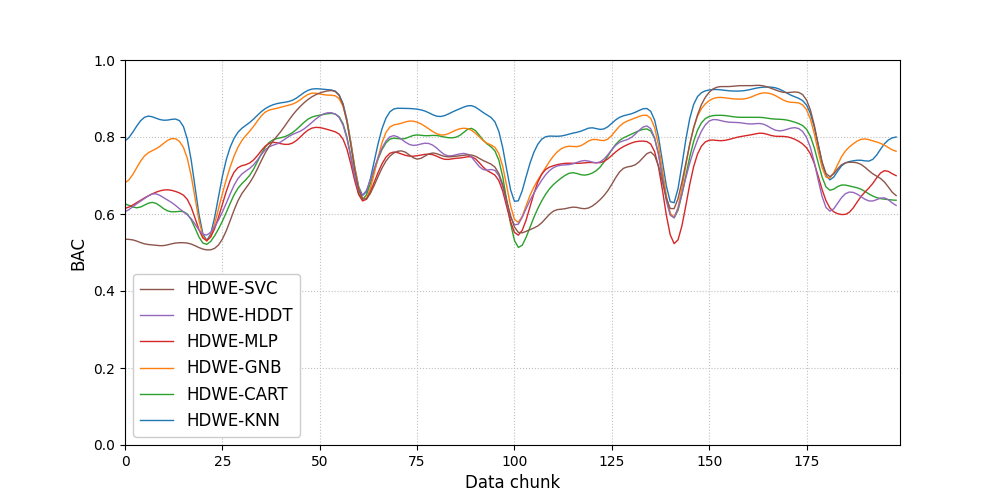 1.0
0.8
0.6
0.4
0.2
0.0
BAC
HDWE-SVC
HDWE-HDDT
HDWE-MLP
HDWE-GNB
HDWE-CART
HDWE-KNN
0 25 50 75 100 125 150 175
Data chunk